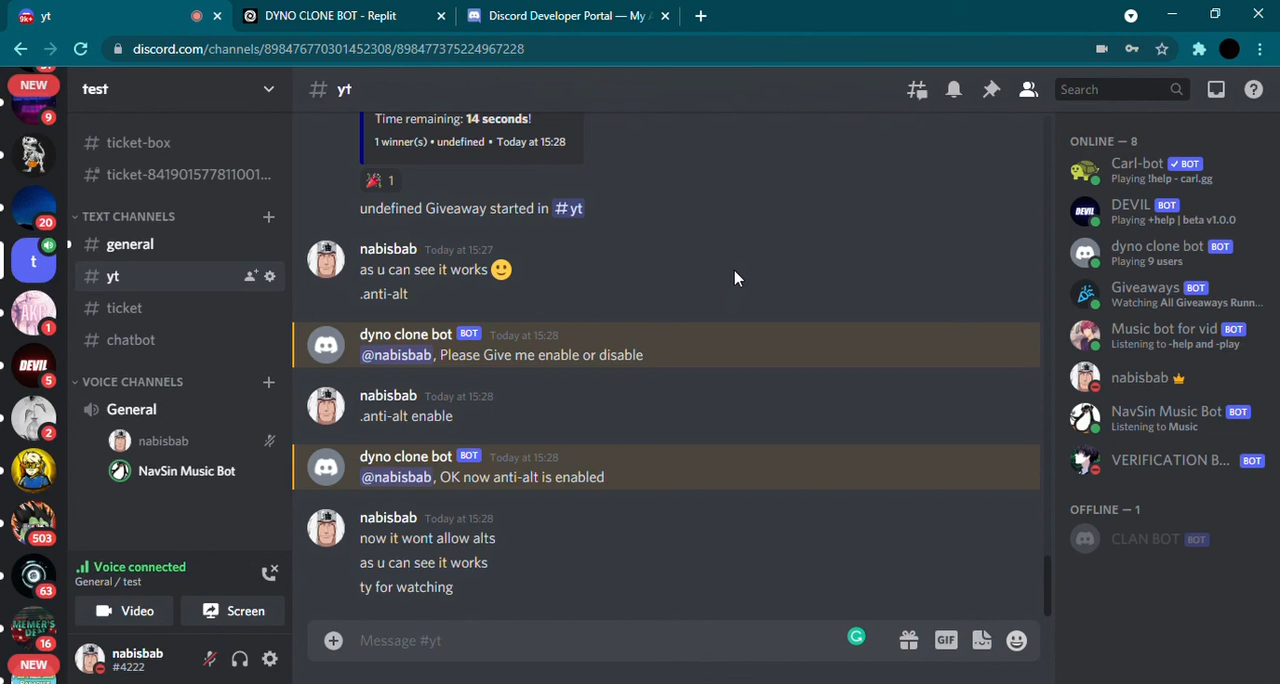 9k+ yt
DYNO CLONE BOT - Replit
Discord Developer Portal — My
discord.com/channels/898476770301452308/898477375224967228
NEW
9
20
t
1
DEVIL
5
2
503
63
16
NEW
test
ticket-box
ticket-841901577811001...
TEXT CHANNELS
general
yt
ticket
chatbot
VOICE CHANNELS
General
nabisbab
NavSin Music Bot
Voice connected
General / test
Video
Screen
nabisbab
#4222
yt
Search
Time remaining: 14 seconds!
1 winner(s) • undefined • Today at 15:28
1
undefined Giveaway started in #yt
nabisbab Today at 15:27
as u can see it works
.anti-alt
dyno clone bot BOT Today at 15:28
@nabisbab, Please Give me enable or disable
nabisbab Today at 15:28
.anti-alt enable
dyno clone bot BOT Today at 15:28
@nabisbab, OK now anti-alt is enabled
nabisbab Today at 15:28
now it wont allow alts
as u can see it works
ty for watching
Message #yt
GIF
ONLINE — 8
Carl-bot BOT
Playing !help - carl.gg
DEVIL
DEVIL BOT
Playing +help | beta v1.0.0
dyno clone bot BOT
Playing 9 users
Giveaways BOT
Watching All Giveaways Runn...
Music bot for vid BOT
Listening to -help and -play
nabisbab
NavSin Music Bot BOT
Listening to Music
VERIFICATION B... BOT
OFFLINE — 1
CLAN BOT BOT